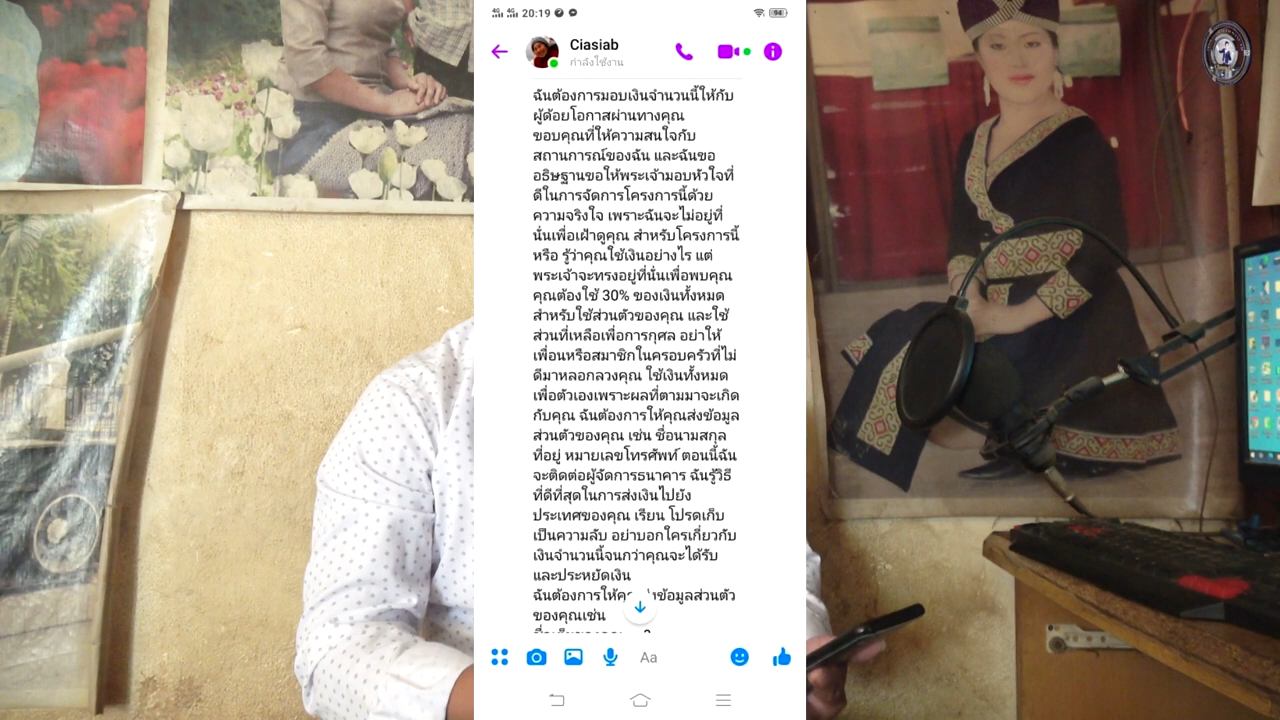 4G 4G 20:19 94
Ciasiab
กำลังใช้งาน
ฉันต้องการมอบเงินจำนวนนี้ให้กับ
ผู้ด้อยโอกาสผ่านทางคุณ
ขอบคุณที่ให้ความสนใจกับ
สถานการณ์ของฉัน และฉันขอ
อธิษฐานขอให้พระเจ้ามอบหัวใจที่
ดีในการจัดการโครงการนี้ด้วย
ความจริงใจ เพราะฉันจะไม่อยู่ที่
นั่นเพื่อเฝ้าดูคุณ สำหรับโครงการนี้
หรือ รู้ว่าคุณใช้เงินอย่างไร แต่
พระเจ้าจะทรงอยู่ที่นั่นเพื่อพบคุณ
คุณต้องใช้ 30% ของเงินทั้งหมด
สำหรับใช้ส่วนตัวของคุณ และใช้
ส่วนที่เหลือเพื่อการกุศล อย่าให้
เพื่อนหรือสมาชิกในครอบครัวที่ไม่
ดีมาหลอกลวงคุณ ใช้เงินทั้งหมด
เพื่อตัวเองเพราะผลที่ตามมาจะเกิด
กับคุณ ฉันต้องการให้คุณส่งข้อมูล
ส่วนตัวของคุณ เช่น ชื่อนามสกุล
ที่อยู่ หมายเลขโทรศัพท์ ตอนนี้ฉัน
จะติดต่อผู้จัดการธนาคาร ฉันรู้วิธี
ที่ดีที่สุดในการส่งเงินไปยัง
ประเทศของคุณ เรียน โปรดเก็บ
เป็นความลับ อย่าบอกใครเกี่ยวกับ
เงินจำนวนนี้จนกว่าคุณจะได้รับ
และประหยัดเงิน
ฉันต้องการให้ ข้อมูลส่วนตัว
ของคุณเช่น
Aa